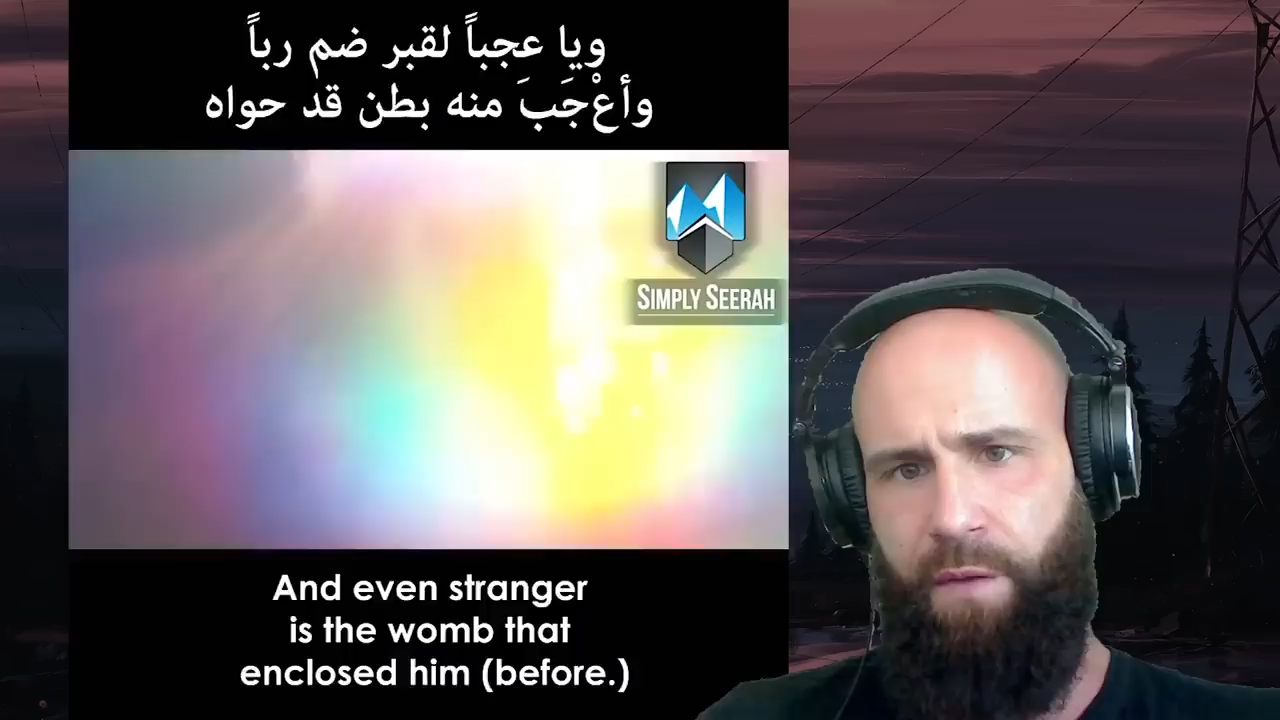 ويا عجباً لقبر ضم رباً
وأعْجَبَ منه بطن قد حواه
SIMPLY SEERAH
And even stranger
is the womb that
enclosed him (before.)